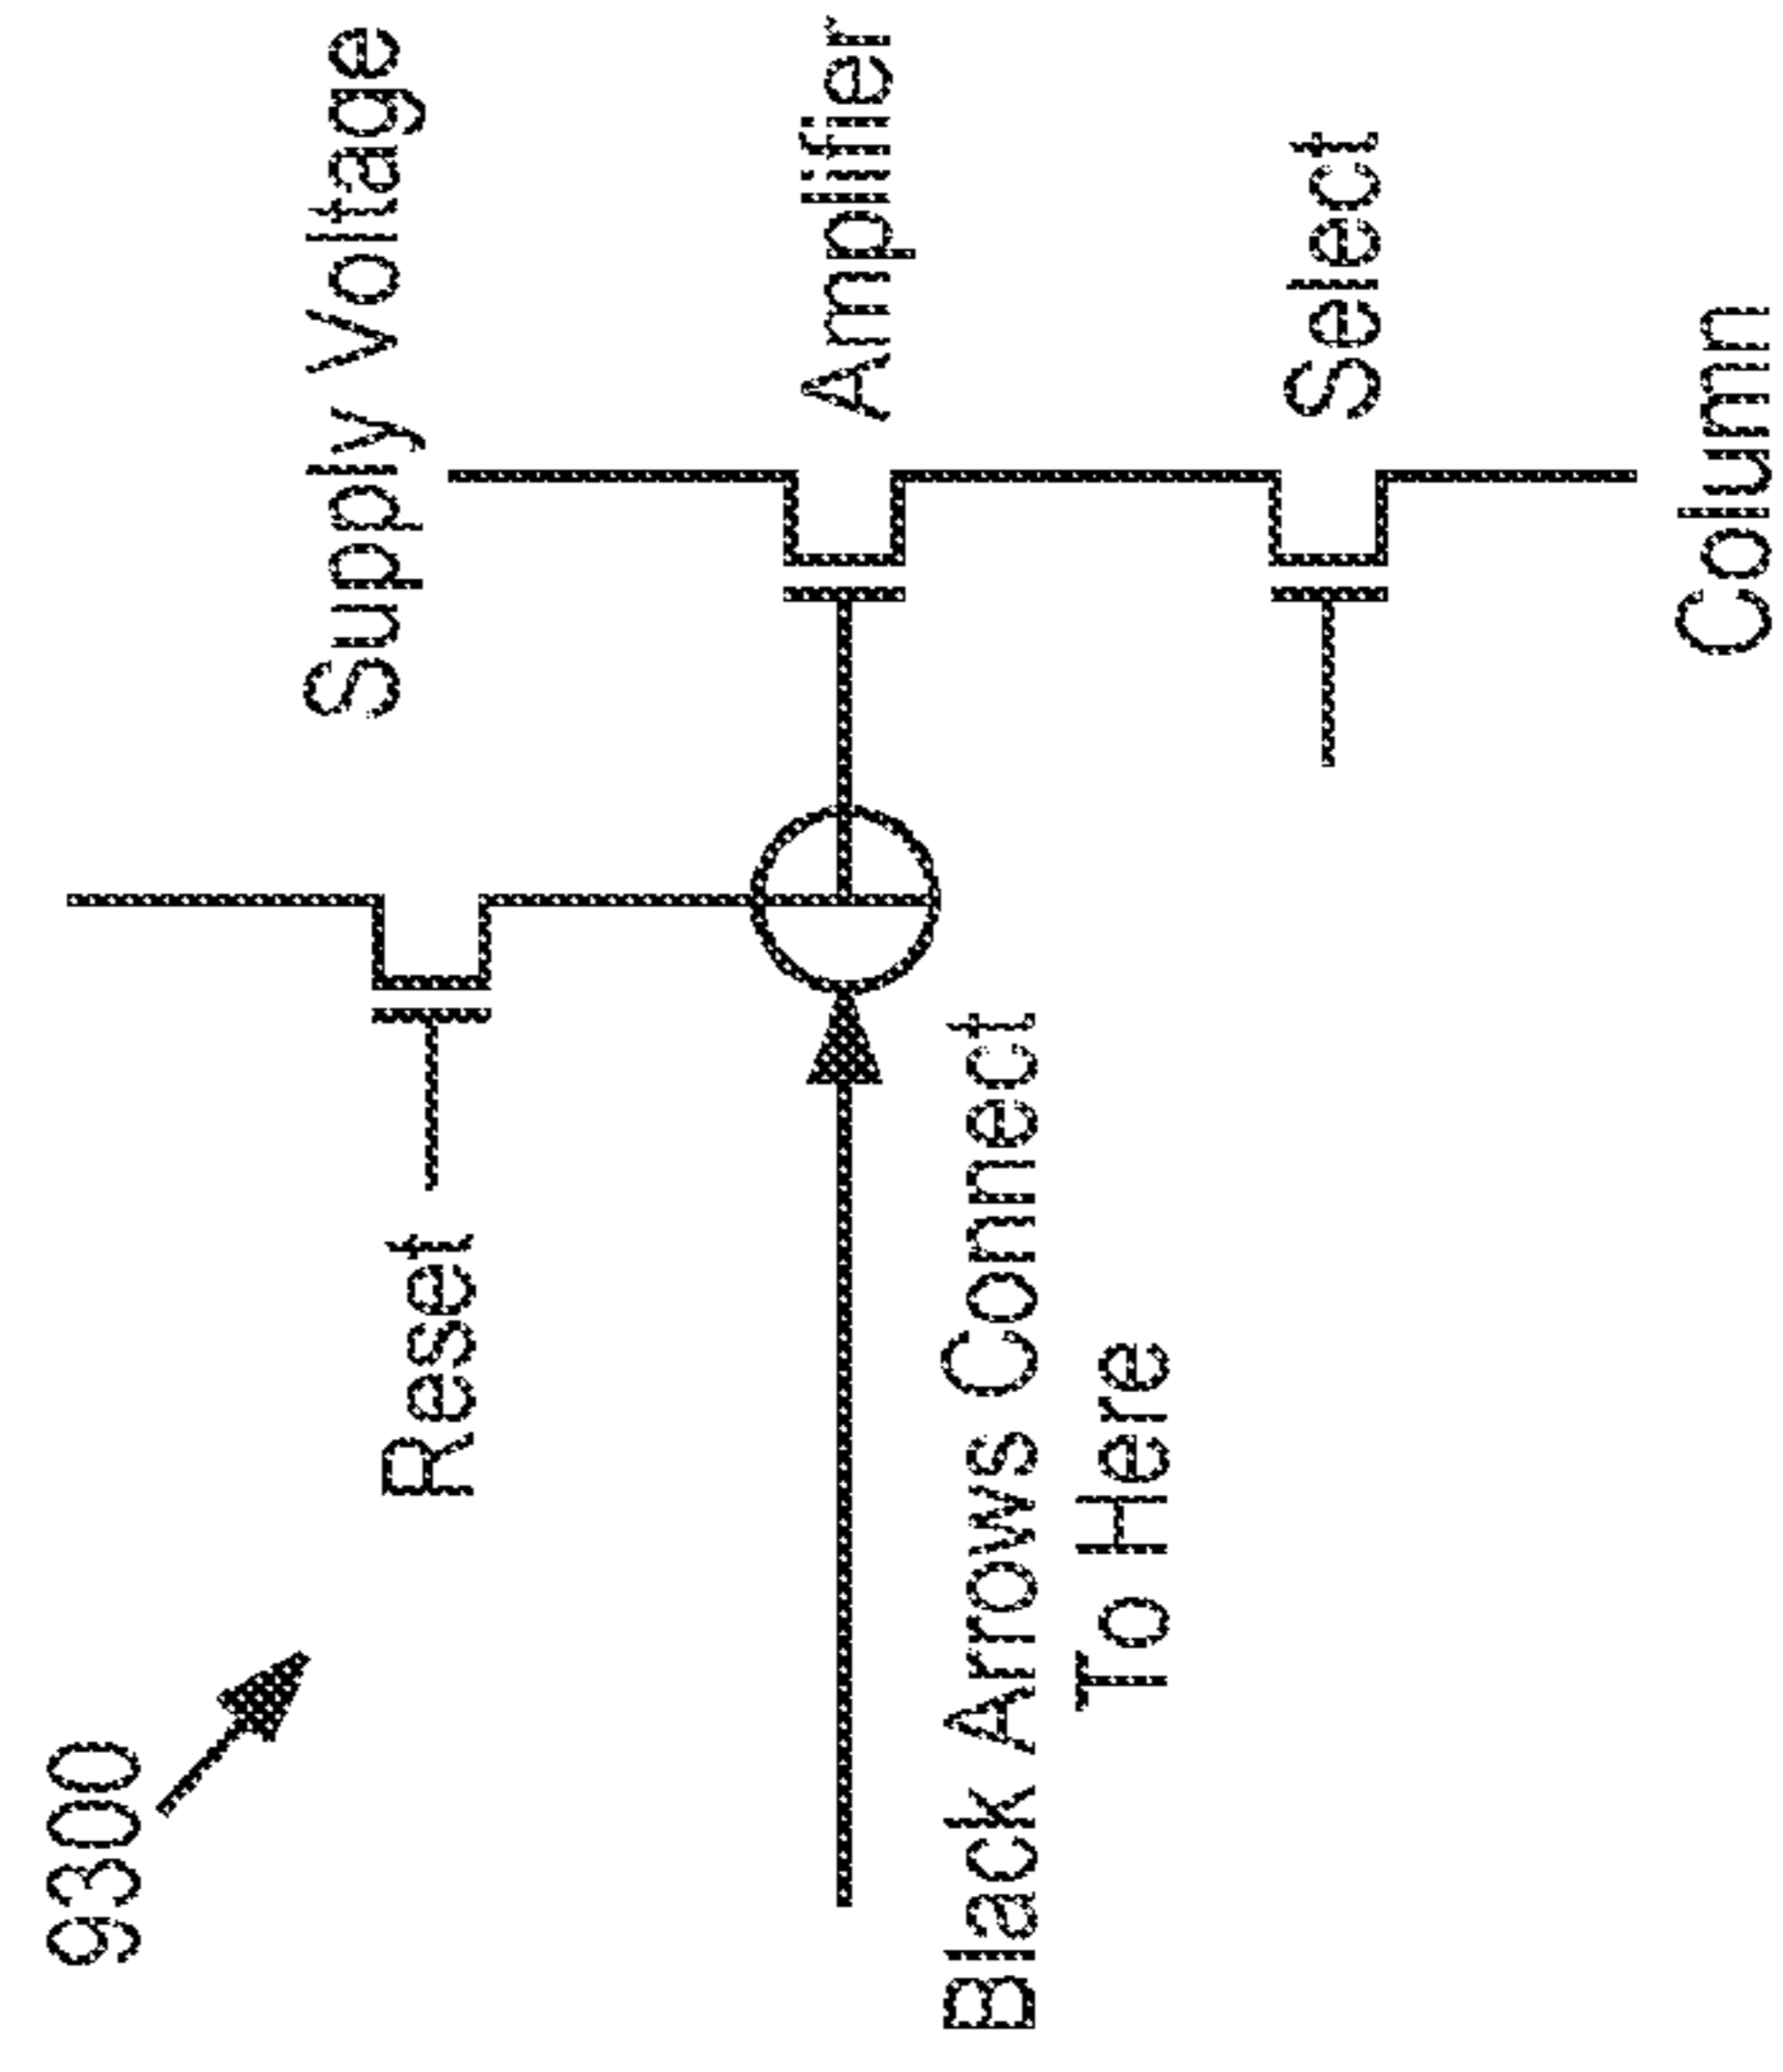 9300
Reset
Supply Voltage
Amplifier
Black Arrows Connect
To Here
Select
Column